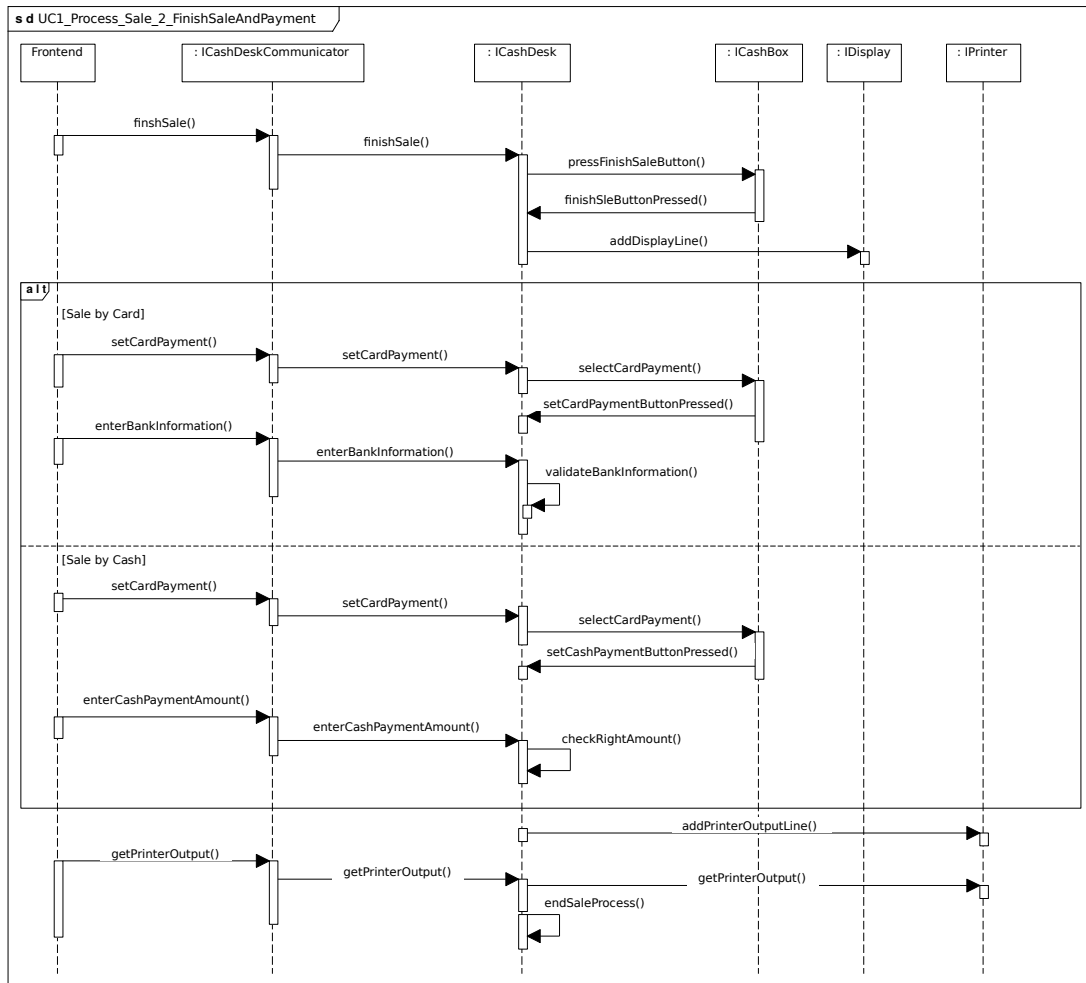 s d UC1_Process_Sale_2_FinishSaleAndPayment
Frontend
: ICashDeskCommunicator
: ICashDesk
: ICashBox
: IDisplay
: IPrinter
finshSale()
finishSale()
pressFinishSaleButton()
finishSleButtonPressed()
addDisplayLine()
alt
[Sale by Card]
setCardPayment()
setCardPayment()
selectCardPayment()
setCardPaymentButtonPressed()
enterBankInformation()
enterBankInformation()
validateBankInformation()
[Sale by Cash]
setCardPayment()
setCardPayment()
selectCardPayment()
setCashPaymentButtonPressed()
enterCashPaymentAmount()
enterCashPaymentAmount()
checkRightAmount()
addPrinterOutputLine()
getPrinterOutput()
getPrinterOutput()
getPrinterOutput()
endSaleProcess()